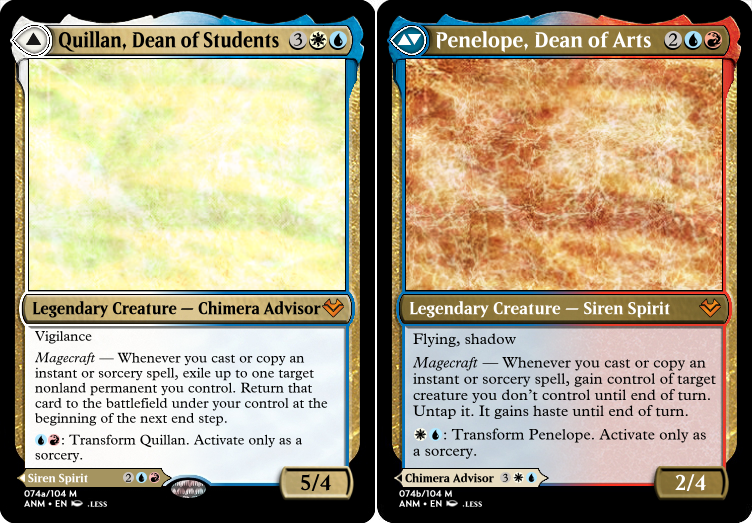 Quillan, Dean of Students 3
Legendary Creature — Chimera Advisor
Vigilance
Magecraft — Whenever you cast or copy an
instant or sorcery spell, exile up to one target
nonland permanent you control. Return that
card to the battlefield under your control at the
beginning of the next end step.
: Transform Quillan. Activate only as a
sorcery.
Siren Spirit 2
5/4
074a/104 M
ANM • EN .LESS
Penelope, Dean of Arts 2
Legendary Creature — Siren Spirit
Flying, shadow
Magecraft — Whenever you cast or copy an
instant or sorcery spell, gain control of target
creature you don't control until end of turn.
Untap it. It gains haste until end of turn.
: Transform Penelope. Activate only as a
sorcery.
Chimera Advisor 3
2/4
074b/104 M
ANM • EN .LESS